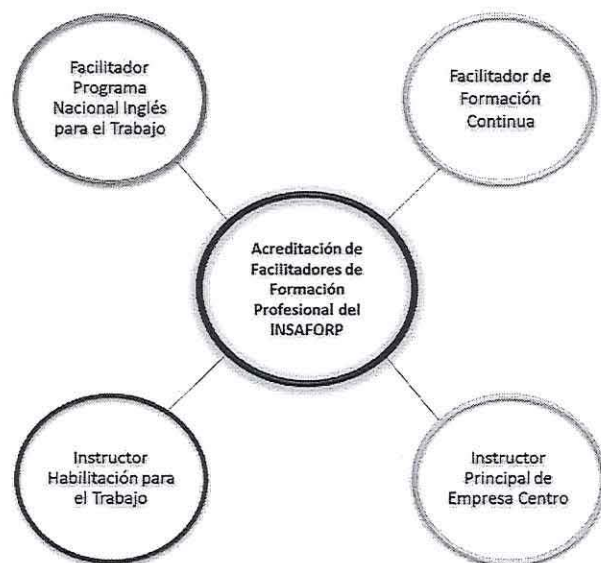 Facilitador
Programa
Nacional Inglés
para el Trabajo
Facilitador de
Formación
Continua
Acreditación de
Facilitadores de
Formación
Profesional del
INSAFORP
Instructor
Habilitación para
el Trabajo
Instructor
Principal de
Empresa Centro